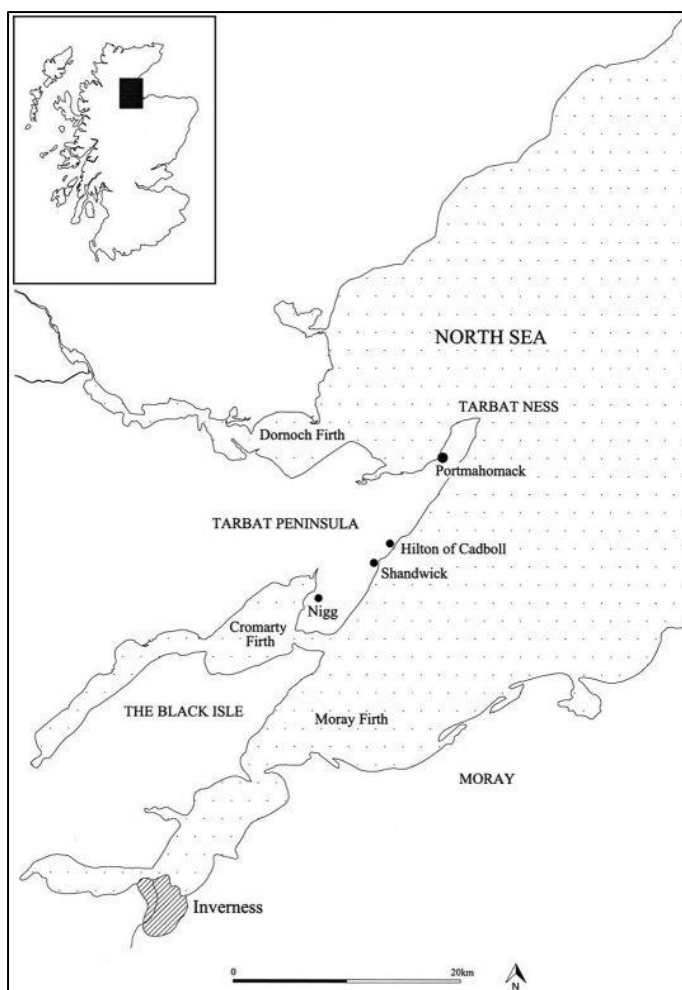 NORTH SEA
TARBAT NESS
Dornoch Firth
Portmahomack
TARBAT PENINSULA
Hilton of Cadboll
Shandwick
Nigg
Cromarty
Firth
THE BLACK ISLE
Moray Firth
MORAY
Inverness
0
20km
N